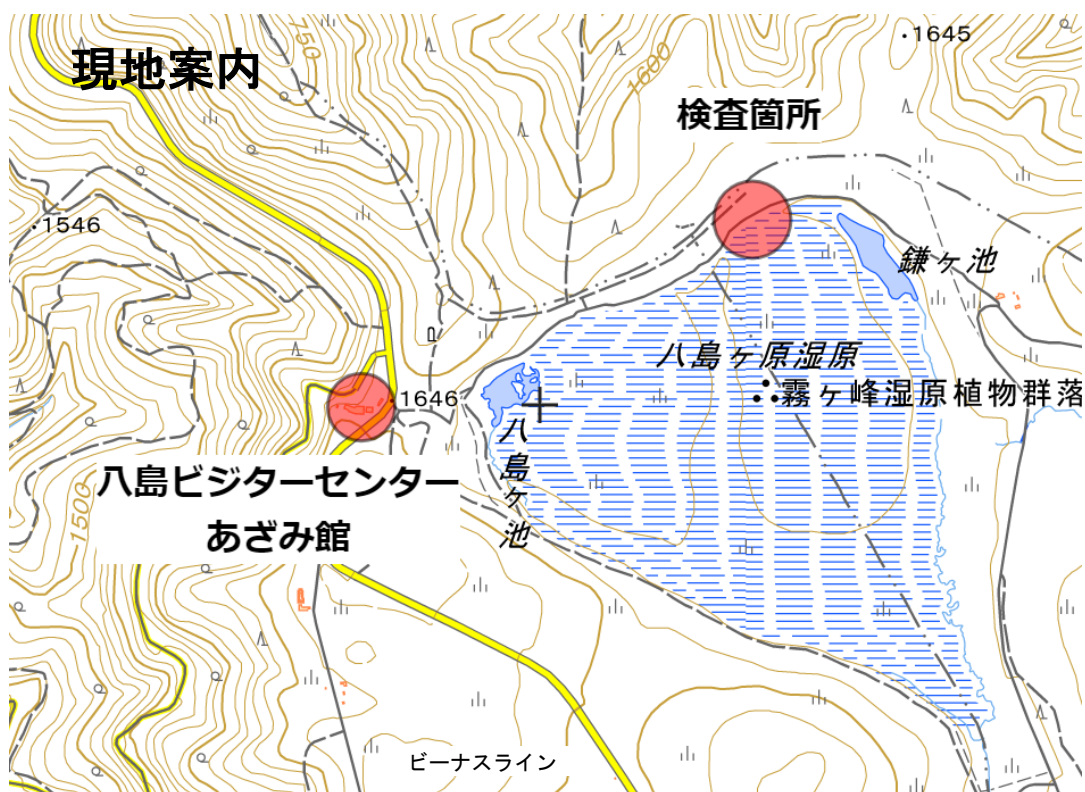 現地案内
750
1600
・1645
検査箇所
・1546
鎌ヶ池
八島ヶ原湿原
霧ヶ峰湿原植物群落
・1646
八島ヶ池
八島ビジターセンター
あざみ館
1500
ビーナスライン